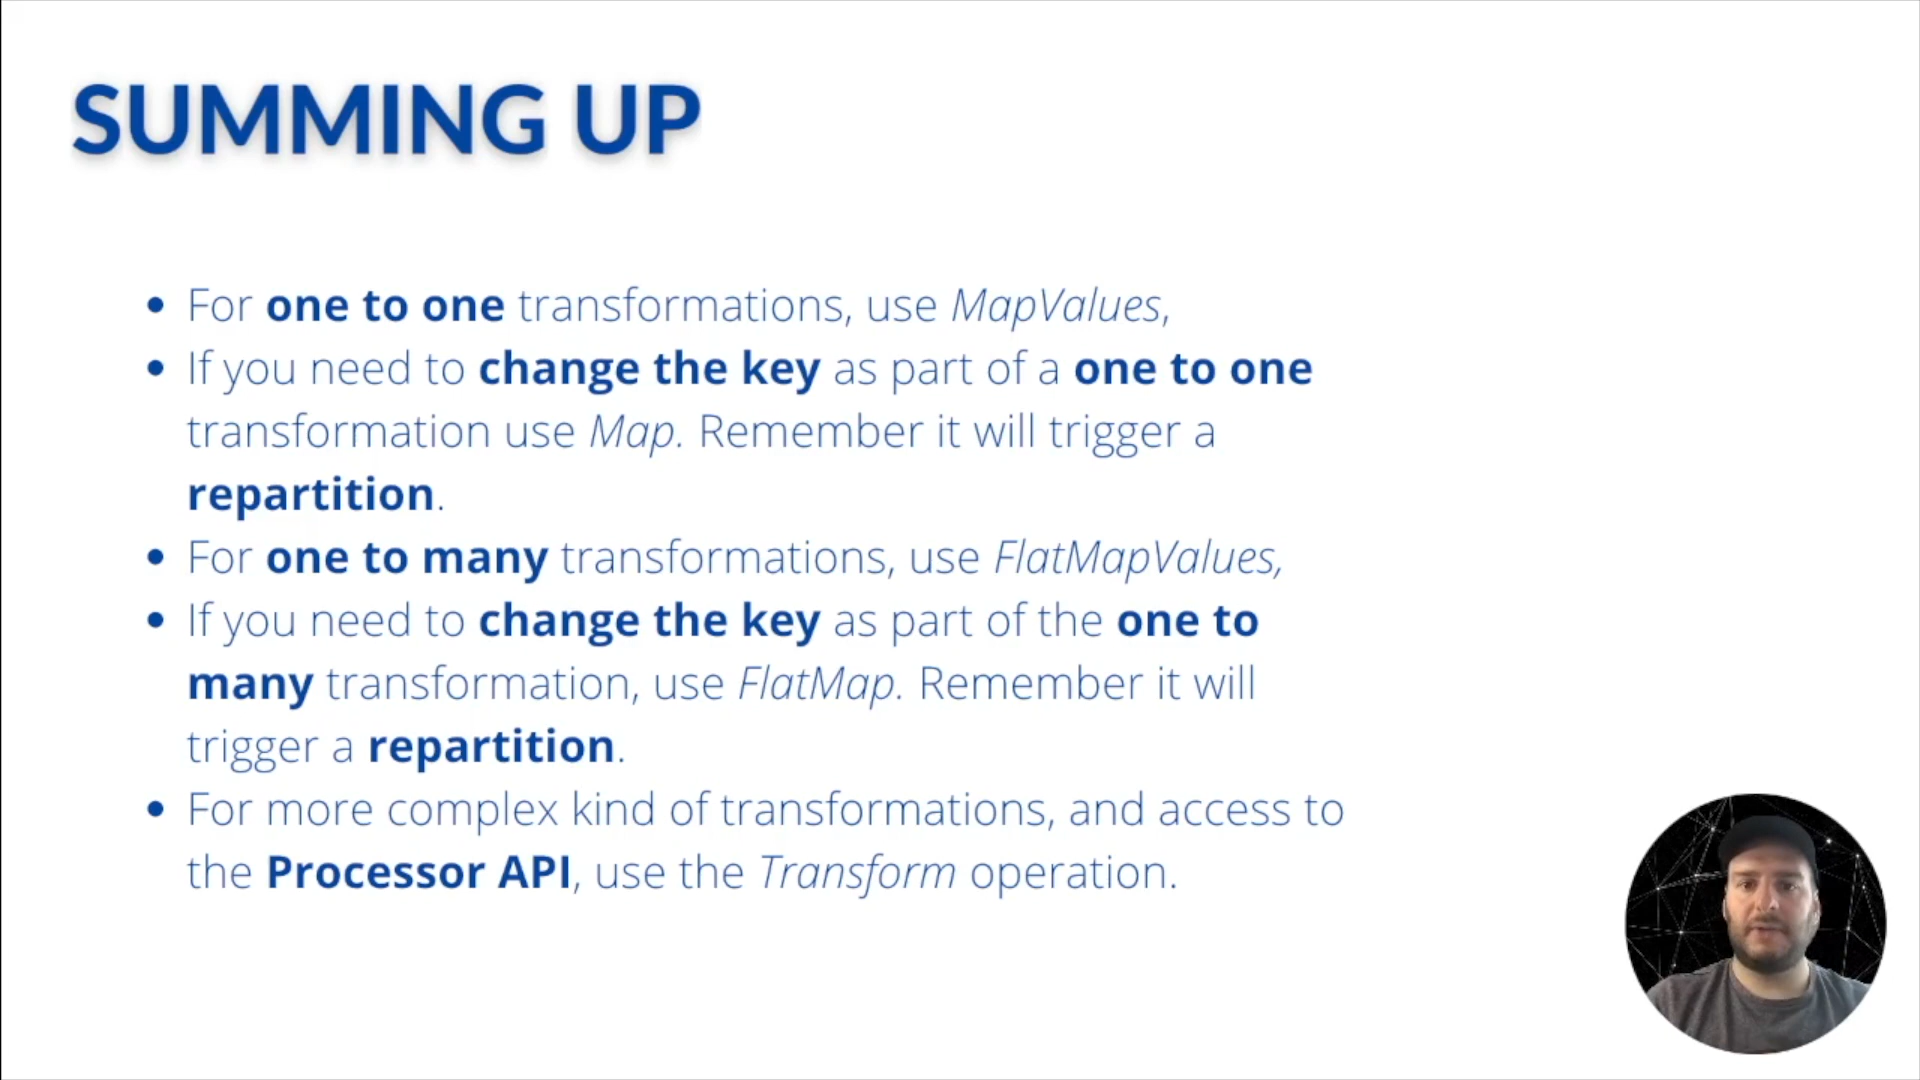 SUMMING UP
• For one to one transformations, use MapValues,
• If you need to change the key as part of a one to one
transformation use Map. Remember it will trigger a
repartition.
• For one to many transformations, use FlatMapValues,
• If you need to change the key as part of the one to
many transformation, use FlatMap. Remember it will
trigger a repartition.
• For more complex kind of transformations, and access to
the Processor API, use the Transform operation.